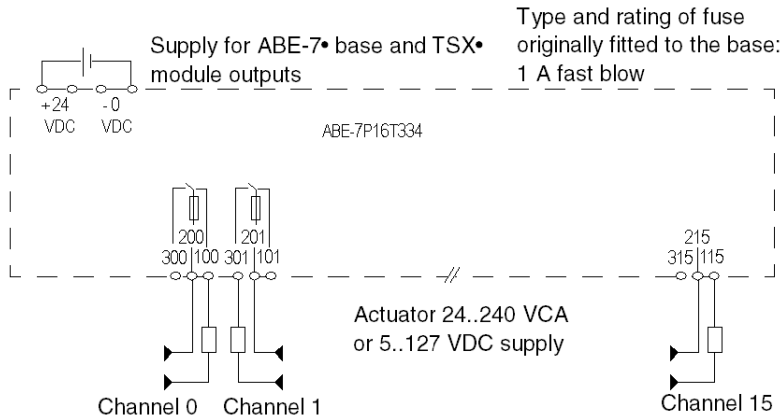 Supply for ABE-7• base and TSX•
module outputs
Type and rating of fuse
originally fitted to the base:
1 A fast blow
+24
VDC
- 0
VDC
ABE-7P16T334
200
300 100
201
301 101
215
315 115
Actuator 24..240 VCA
or 5..127 VDC supply
Channel 0
Channel 1
Channel 15